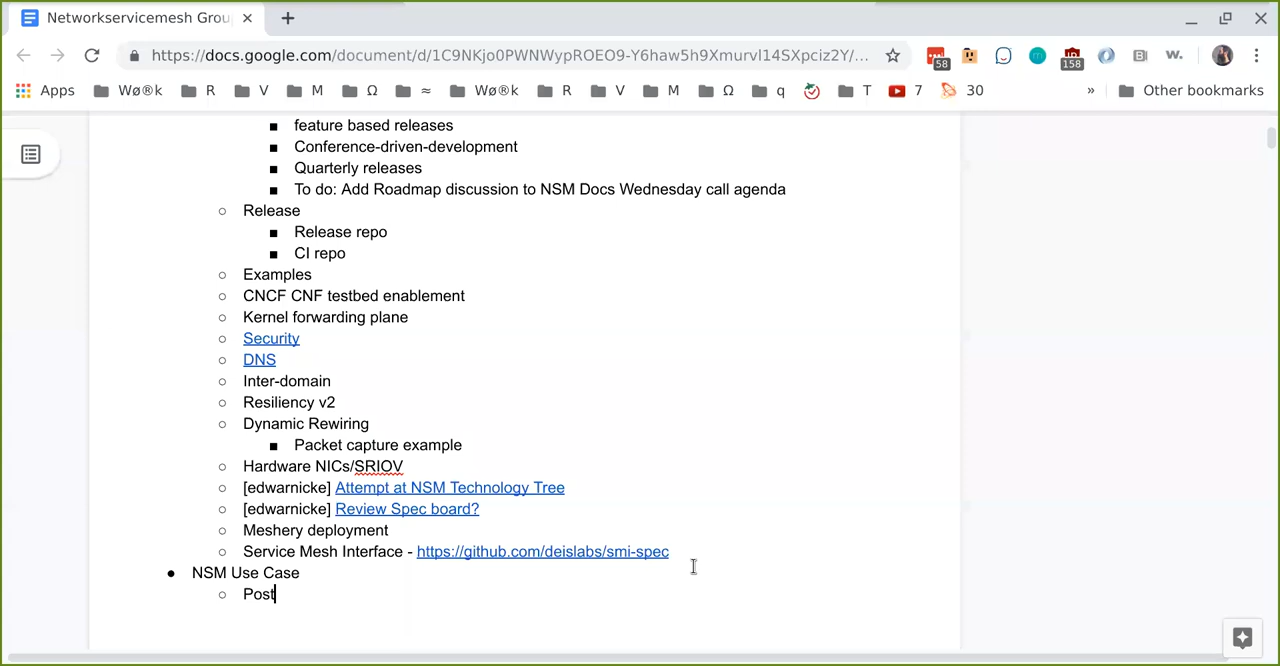 Networkservicemesh Grou
https://docs.google.com/document/d/1C9NKjo0PWNWypROEO9-Y6haw5h9XmurvI14SXpciz2Y/...
58
158
B
w.
Apps Wø®k R V M Ω ≈ Wø®k R V M Ω q T 7 30 » Other bookmarks
feature based releases
Conference-driven-development
Quarterly releases
To do: Add Roadmap discussion to NSM Docs Wednesday call agenda
Release
Release repo
CI repo
Examples
CNCF CNF testbed enablement
Kernel forwarding plane
Security
DNS
Inter-domain
Resiliency v2
Dynamic Rewiring
Packet capture example
Hardware NICs/SRIOV
[edwarnicke] Attempt at NSM Technology Tree
[edwarnicke] Review Spec board?
Meshery deployment
Service Mesh Interface - https://github.com/deislabs/smi-spec
NSM Use Case
Post